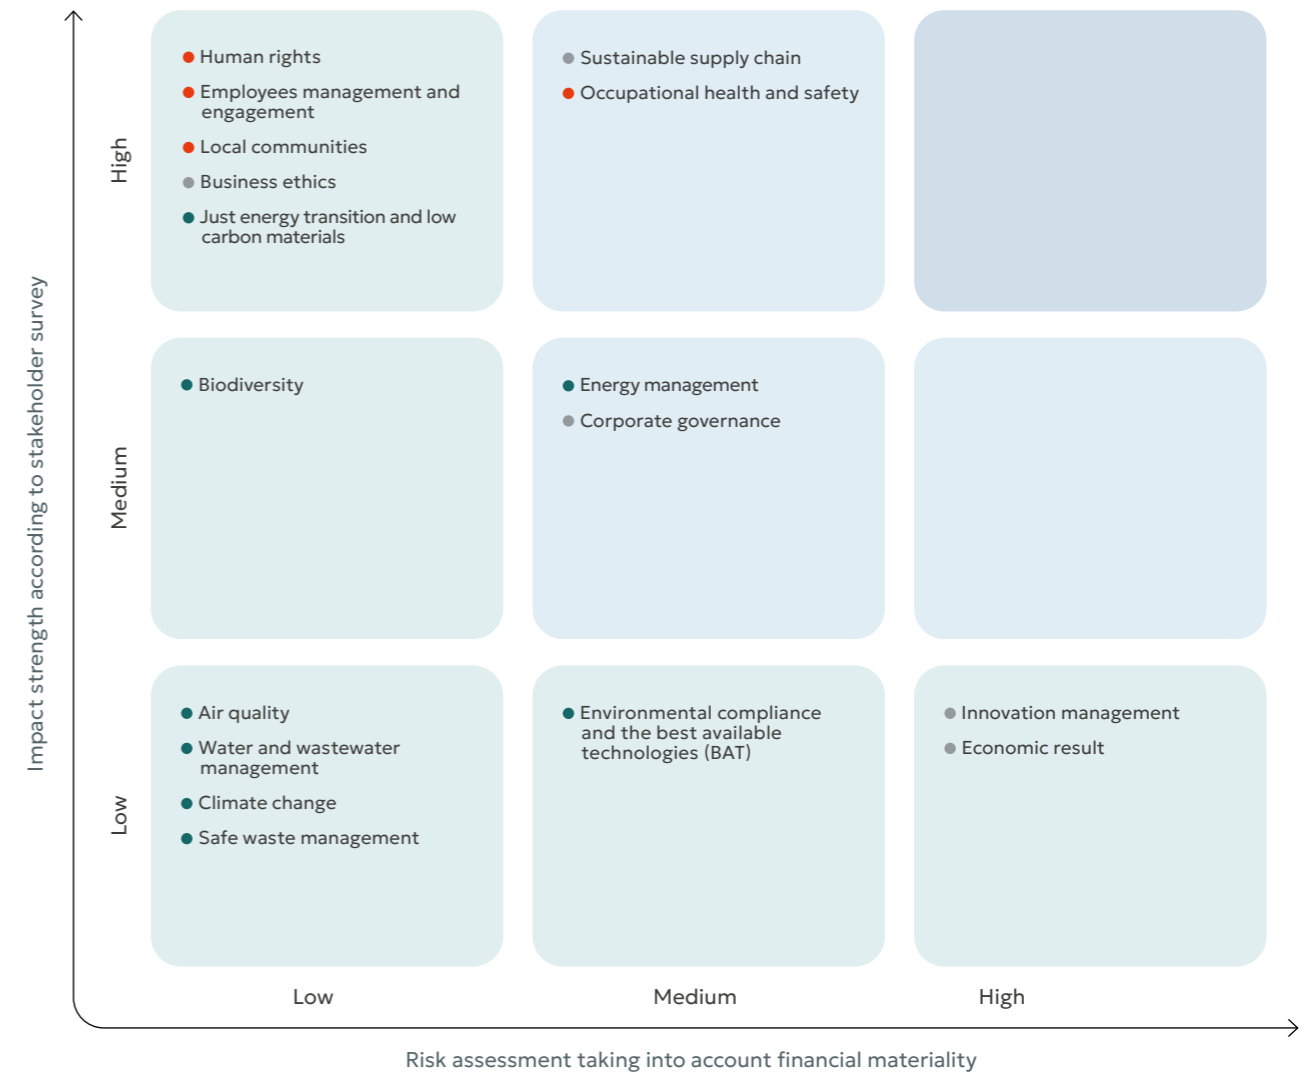 Impact strength according to stakeholder survey
High
Human rights
Employees management and
engagement
Local communities
Business ethics
Just energy transition and low
carbon materials
Sustainable supply chain
Occupational health and safety
Medium
Biodiversity
Energy management
Corporate governance
Low
Air quality
Water and wastewater
management
Climate change
Safe waste management
Environmental compliance
and the best available
technologies (BAT)
Innovation management
Economic result
Low
Medium
High
Risk assessment taking into account financial materiality